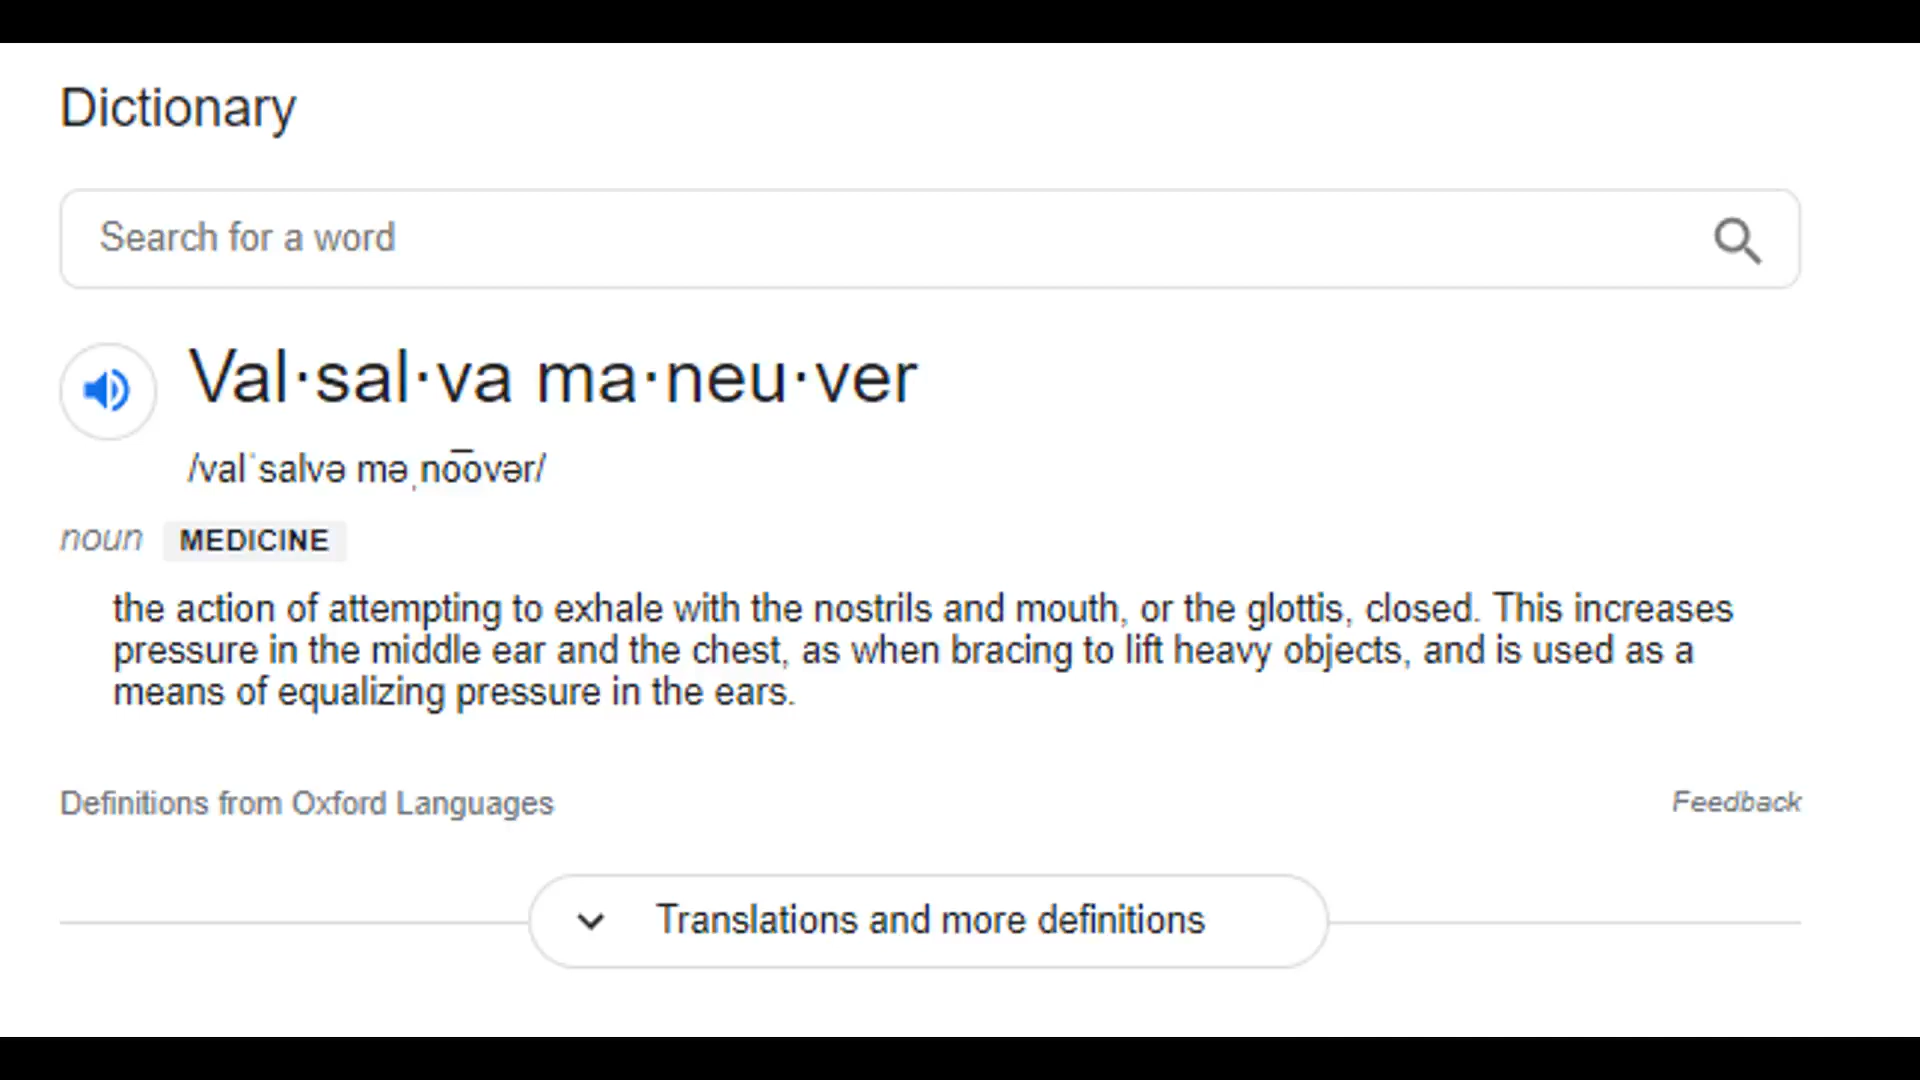 Dictionary
Search for a word
Val·sal·va ma·neu·ver
/valˈsalvə məˌno͞ovər/
noun MEDICINE
the action of attempting to exhale with the nostrils and mouth, or the glottis, closed. This increases
pressure in the middle ear and the chest, as when bracing to lift heavy objects, and is used as a
means of equalizing pressure in the ears.
Definitions from Oxford Languages Feedback
Translations and more definitions